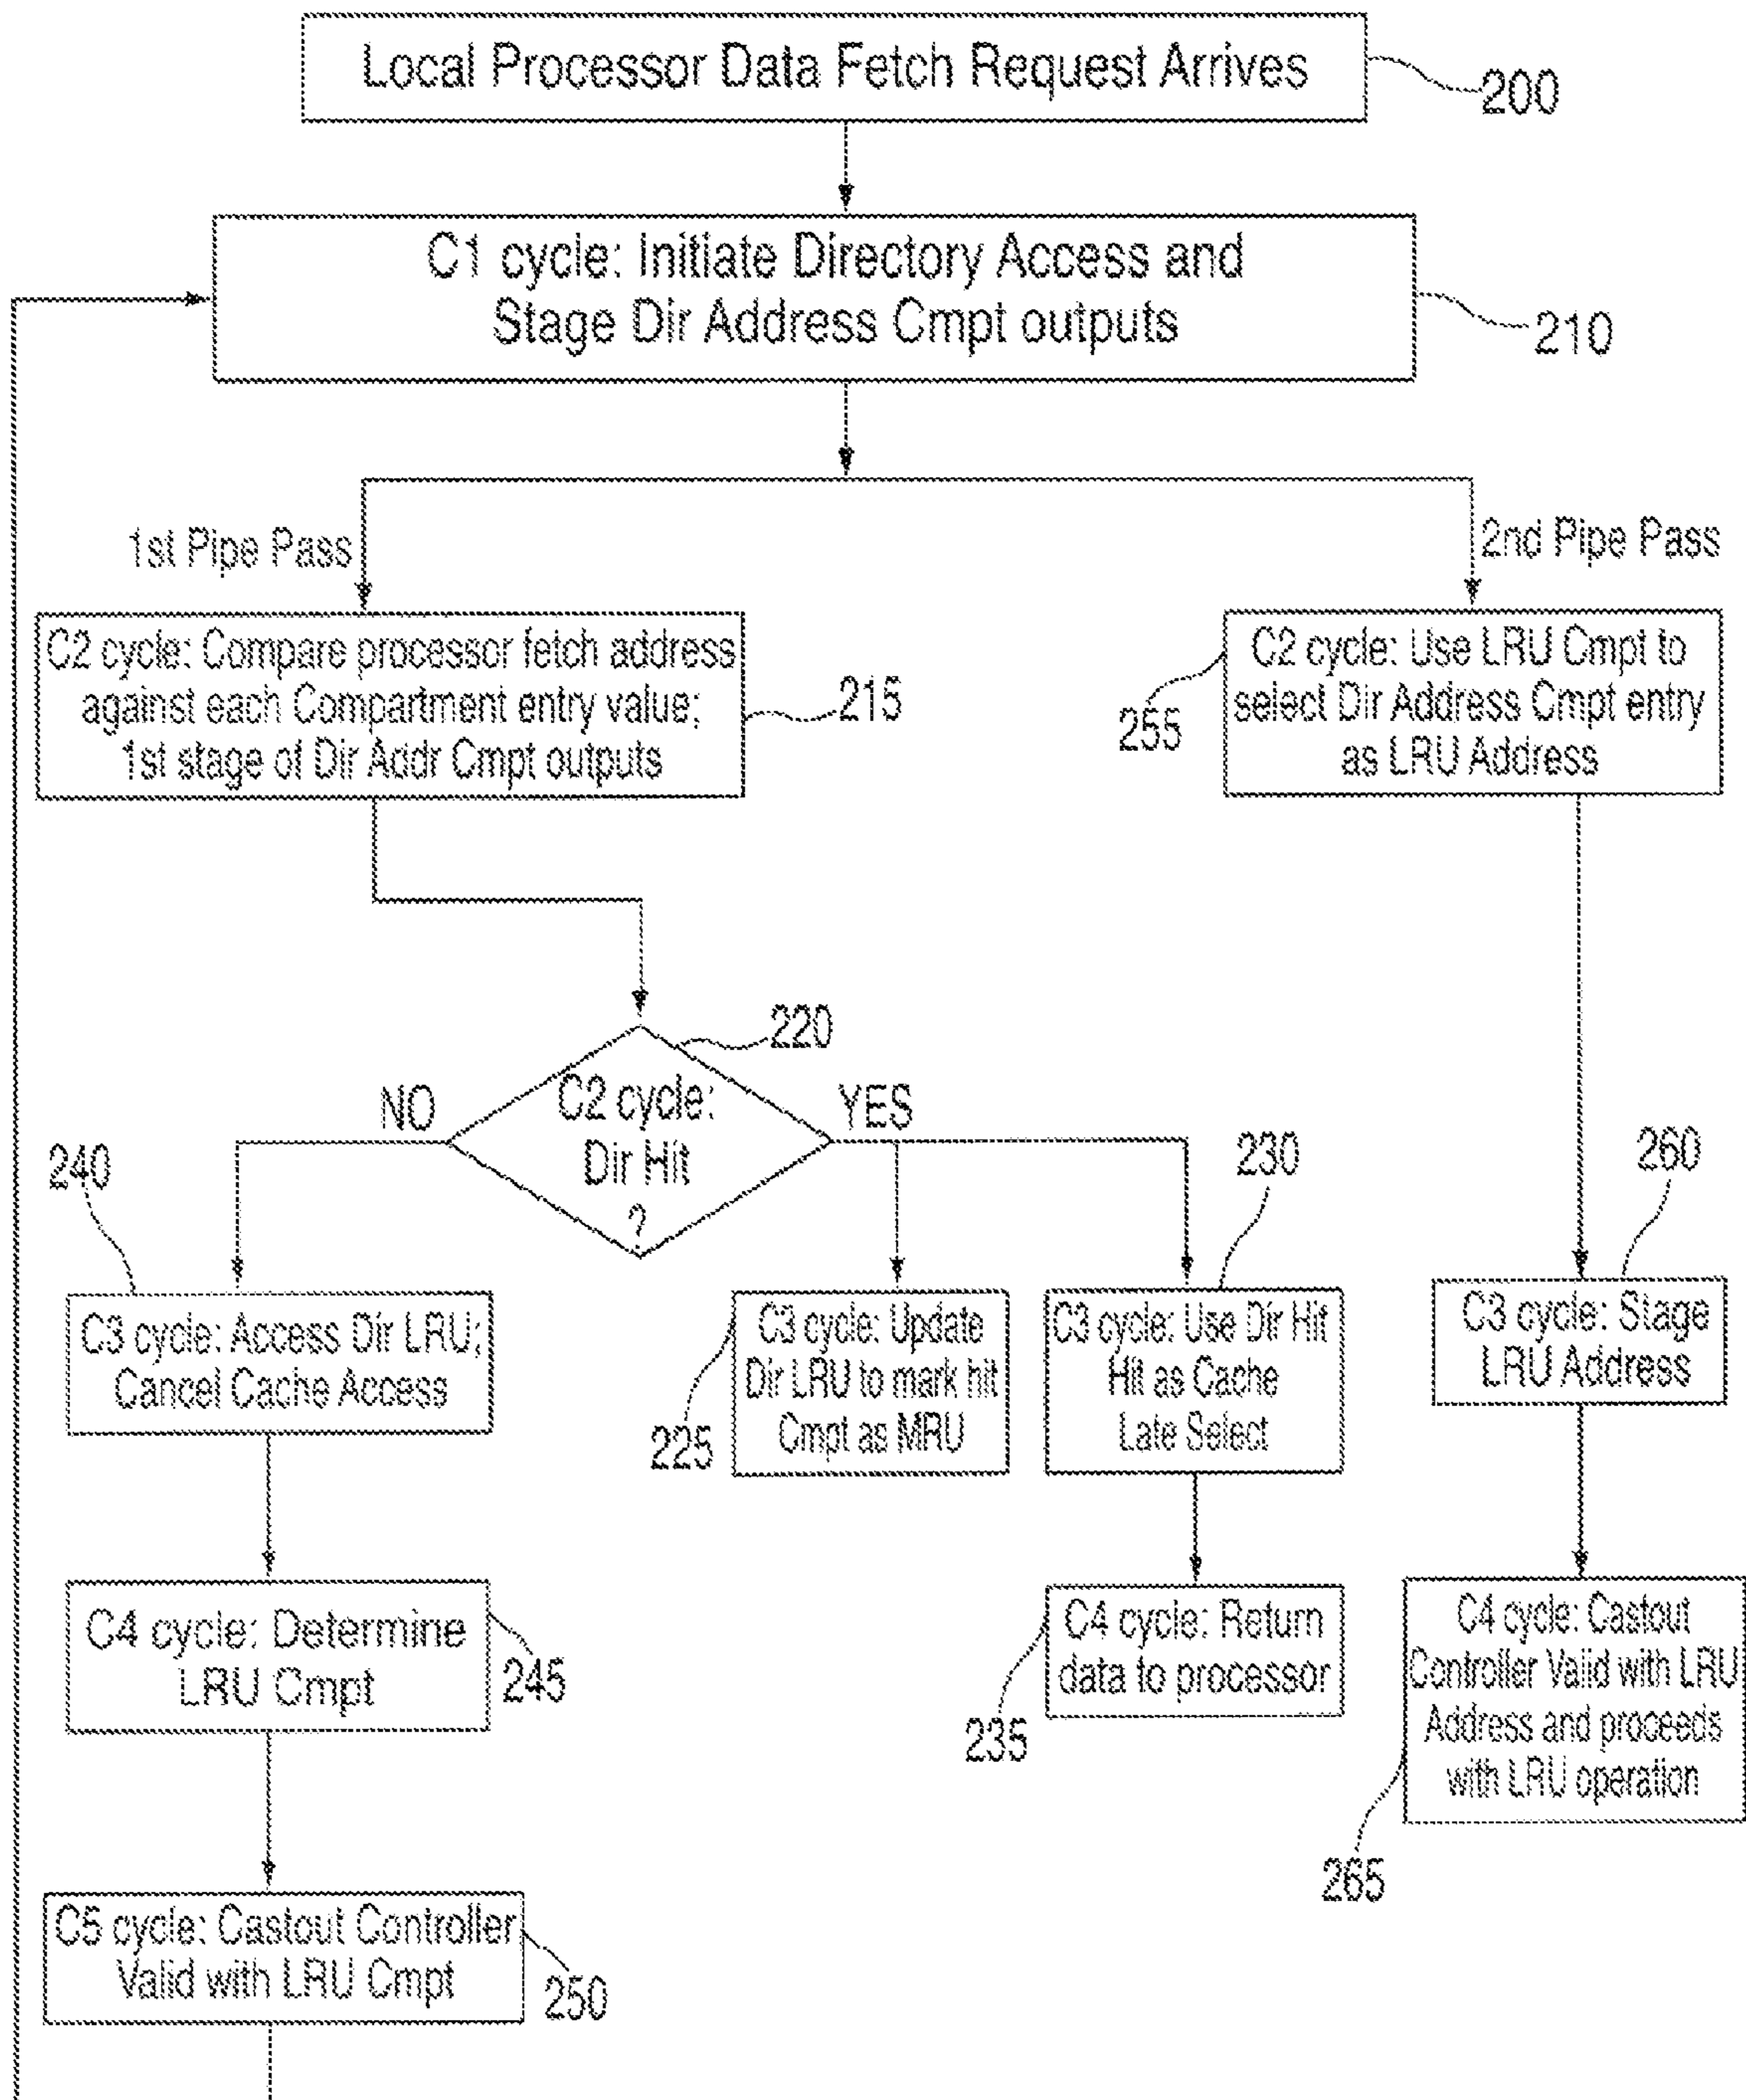 Local Processor Data Fetch Request Arrives
200
C1 cycle: Initiate Directory Access and
Stage Dir Address Cmpt outputs
210
1st Pipe Pass
2nd Pipe Pass
C2 cycle: Compare processor fetch address
against each Compartment entry value;
1st stage of Dir Addr Cmpt outputs
215
C2 cycle: Use LRU Cmpt to
select Dir Address Cmpt entry
as LRU Address
255
220
C2 cycle:
Dir Hit
?
NO
YES
240
230
260
C3 cycle: Access Dir LRU;
Cancel Cache Access
C3 cycle: Update
Dir LRU to mark hit
Cmpt as MRU
225
C3 cycle: Use Dir Hit
Hit as Cache
Late Select
C3 cycle: Stage
LRU Address
C4 cycle: Determine
LRU Cmpt
245
C4 cycle: Return
data to processor
235
C4 cycle: Castout
Controller Valid with LRU
Address and proceeds
with LRU operation
265
C5 cycle: Castout Controller
Valid with LRU Cmpt
250